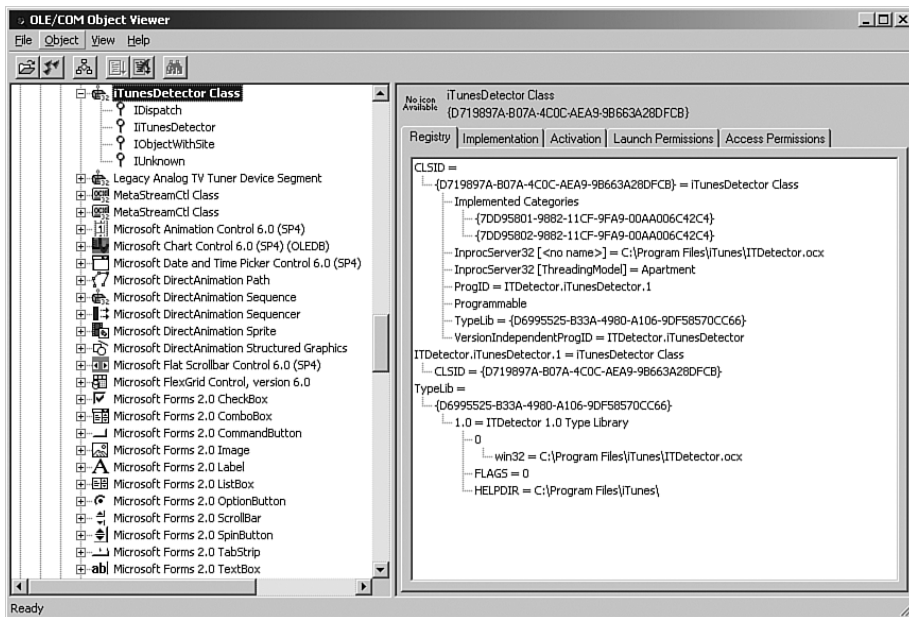 OLE/COM Object Viewer
File Object View Help
iTunesDetector Class
IDispatch
IiTunesDetector
IObjectWithSite
IUnknown
Legacy Analog TV Tuner Device Segment
MetaStreamCtl Class
MetaStreamCtl Class
Microsoft Animation Control 6.0 (SP4)
Microsoft Chart Control 6.0 (SP4) (OLEDB)
Microsoft Date and Time Picker Control 6.0 (SP4)
Microsoft DirectAnimation Path
Microsoft DirectAnimation Sequence
Microsoft DirectAnimation Sequencer
Microsoft DirectAnimation Sprite
Microsoft DirectAnimation Structured Graphics
Microsoft Flat Scrollbar Control 6.0 (SP4)
Microsoft FlexGrid Control, version 6.0
Microsoft Forms 2.0 CheckBox
Microsoft Forms 2.0 ComboBox
Microsoft Forms 2.0 CommandButton
Microsoft Forms 2.0 Image
Microsoft Forms 2.0 Label
Microsoft Forms 2.0 ListBox
Microsoft Forms 2.0 OptionButton
Microsoft Forms 2.0 ScrollBar
Microsoft Forms 2.0 SpinButton
Microsoft Forms 2.0 TabStrip
Microsoft Forms 2.0 TextBox
No icon Available
iTunesDetector Class
{D719897A-B07A-4C0C-AEA9-9B663A28DFCB}
Registry Implementation Activation Launch Permissions Access Permissions
CLSID =
{D719897A-B07A-4C0C-AEA9-9B663A28DFCB} = iTunesDetector Class
Implemented Categories
{7DD95801-9882-11CF-9FA9-00AA006C42C4}
{7DD95802-9882-11CF-9FA9-00AA006C42C4}
InprocServer32 [<no name>] = C:\Program Files\iTunes\ITDetector.ocx
InprocServer32 [ThreadingModel] = Apartment
ProgID = ITDetector.iTunesDetector.1
Programmable
TypeLib = {D6995525-B33A-4980-A106-9DF58570CC66}
VersionIndependentProgID = ITDetector.iTunesDetector
ITDetector.iTunesDetector.1 = iTunesDetector Class
CLSID = {D719897A-B07A-4C0C-AEA9-9B663A28DFCB}
TypeLib =
{D6995525-B33A-4980-A106-9DF58570CC66}
1.0 = ITDetector 1.0 Type Library
0
win32 = C:\Program Files\iTunes\ITDetector.ocx
FLAGS = 0
HELPDIR = C:\Program Files\iTunes\
Ready